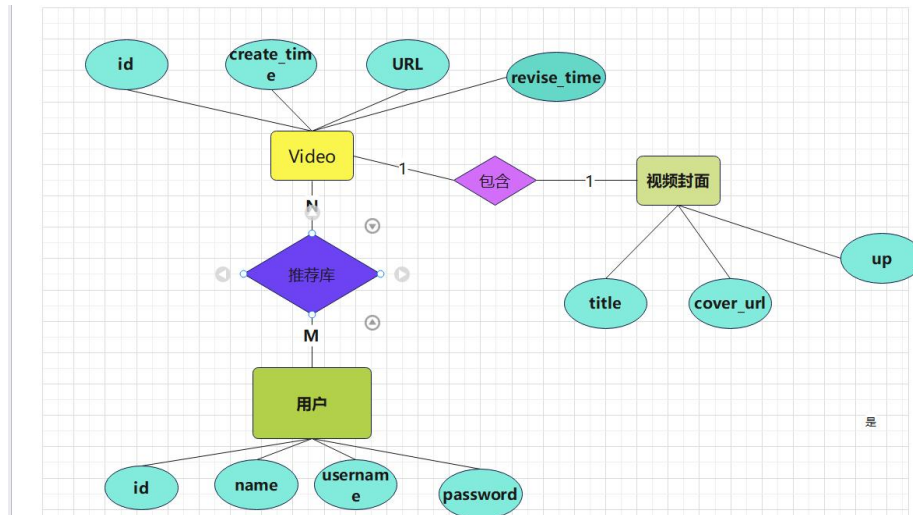 id
create_tim
e
URL
revise_time
Video
1
包含
1
视频封面
N
推荐库
up
title
cover_url
M
用户
是
id
name
usernam
e
password